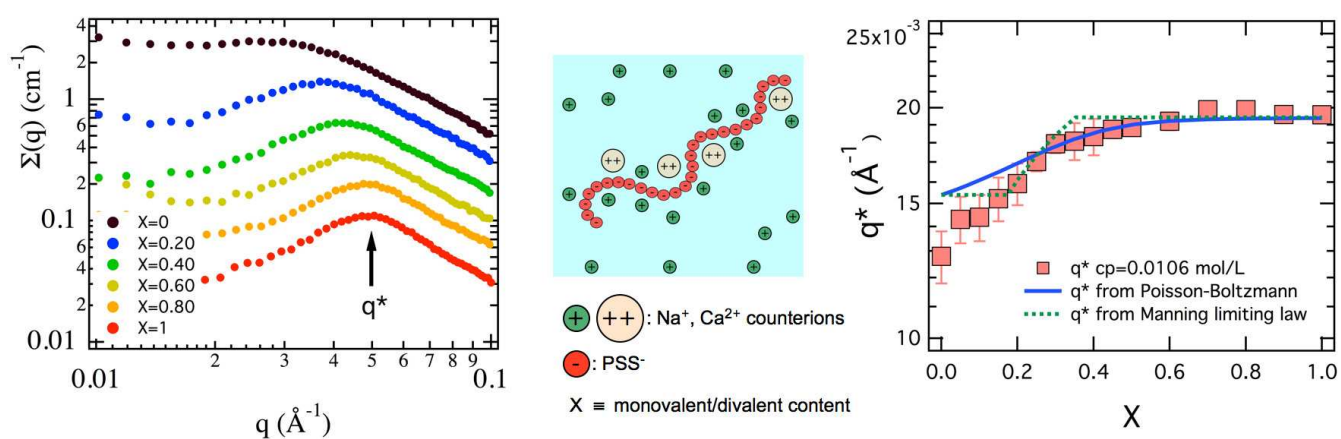 Σ(q) (cm⁻¹)
4
2
1
6
4
2
0.1
6
4
2
0.01
X=0
X=0.20
X=0.40
X=0.60
X=0.80
X=1
q*
0.01
2
3
4
5
6
7
8
9
0.1
q (Å⁻¹)
+ ++ : Na⁺, Ca²⁺ counterions
- : PSS⁻
X ≡ monovalent/divalent content
25x10⁻³
20
15
10
q* (Å⁻¹)
q* cp=0.0106 mol/L
q* from Poisson-Boltzmann
q* from Manning limiting law
0.0 0.2 0.4 0.6 0.8 1.0
X